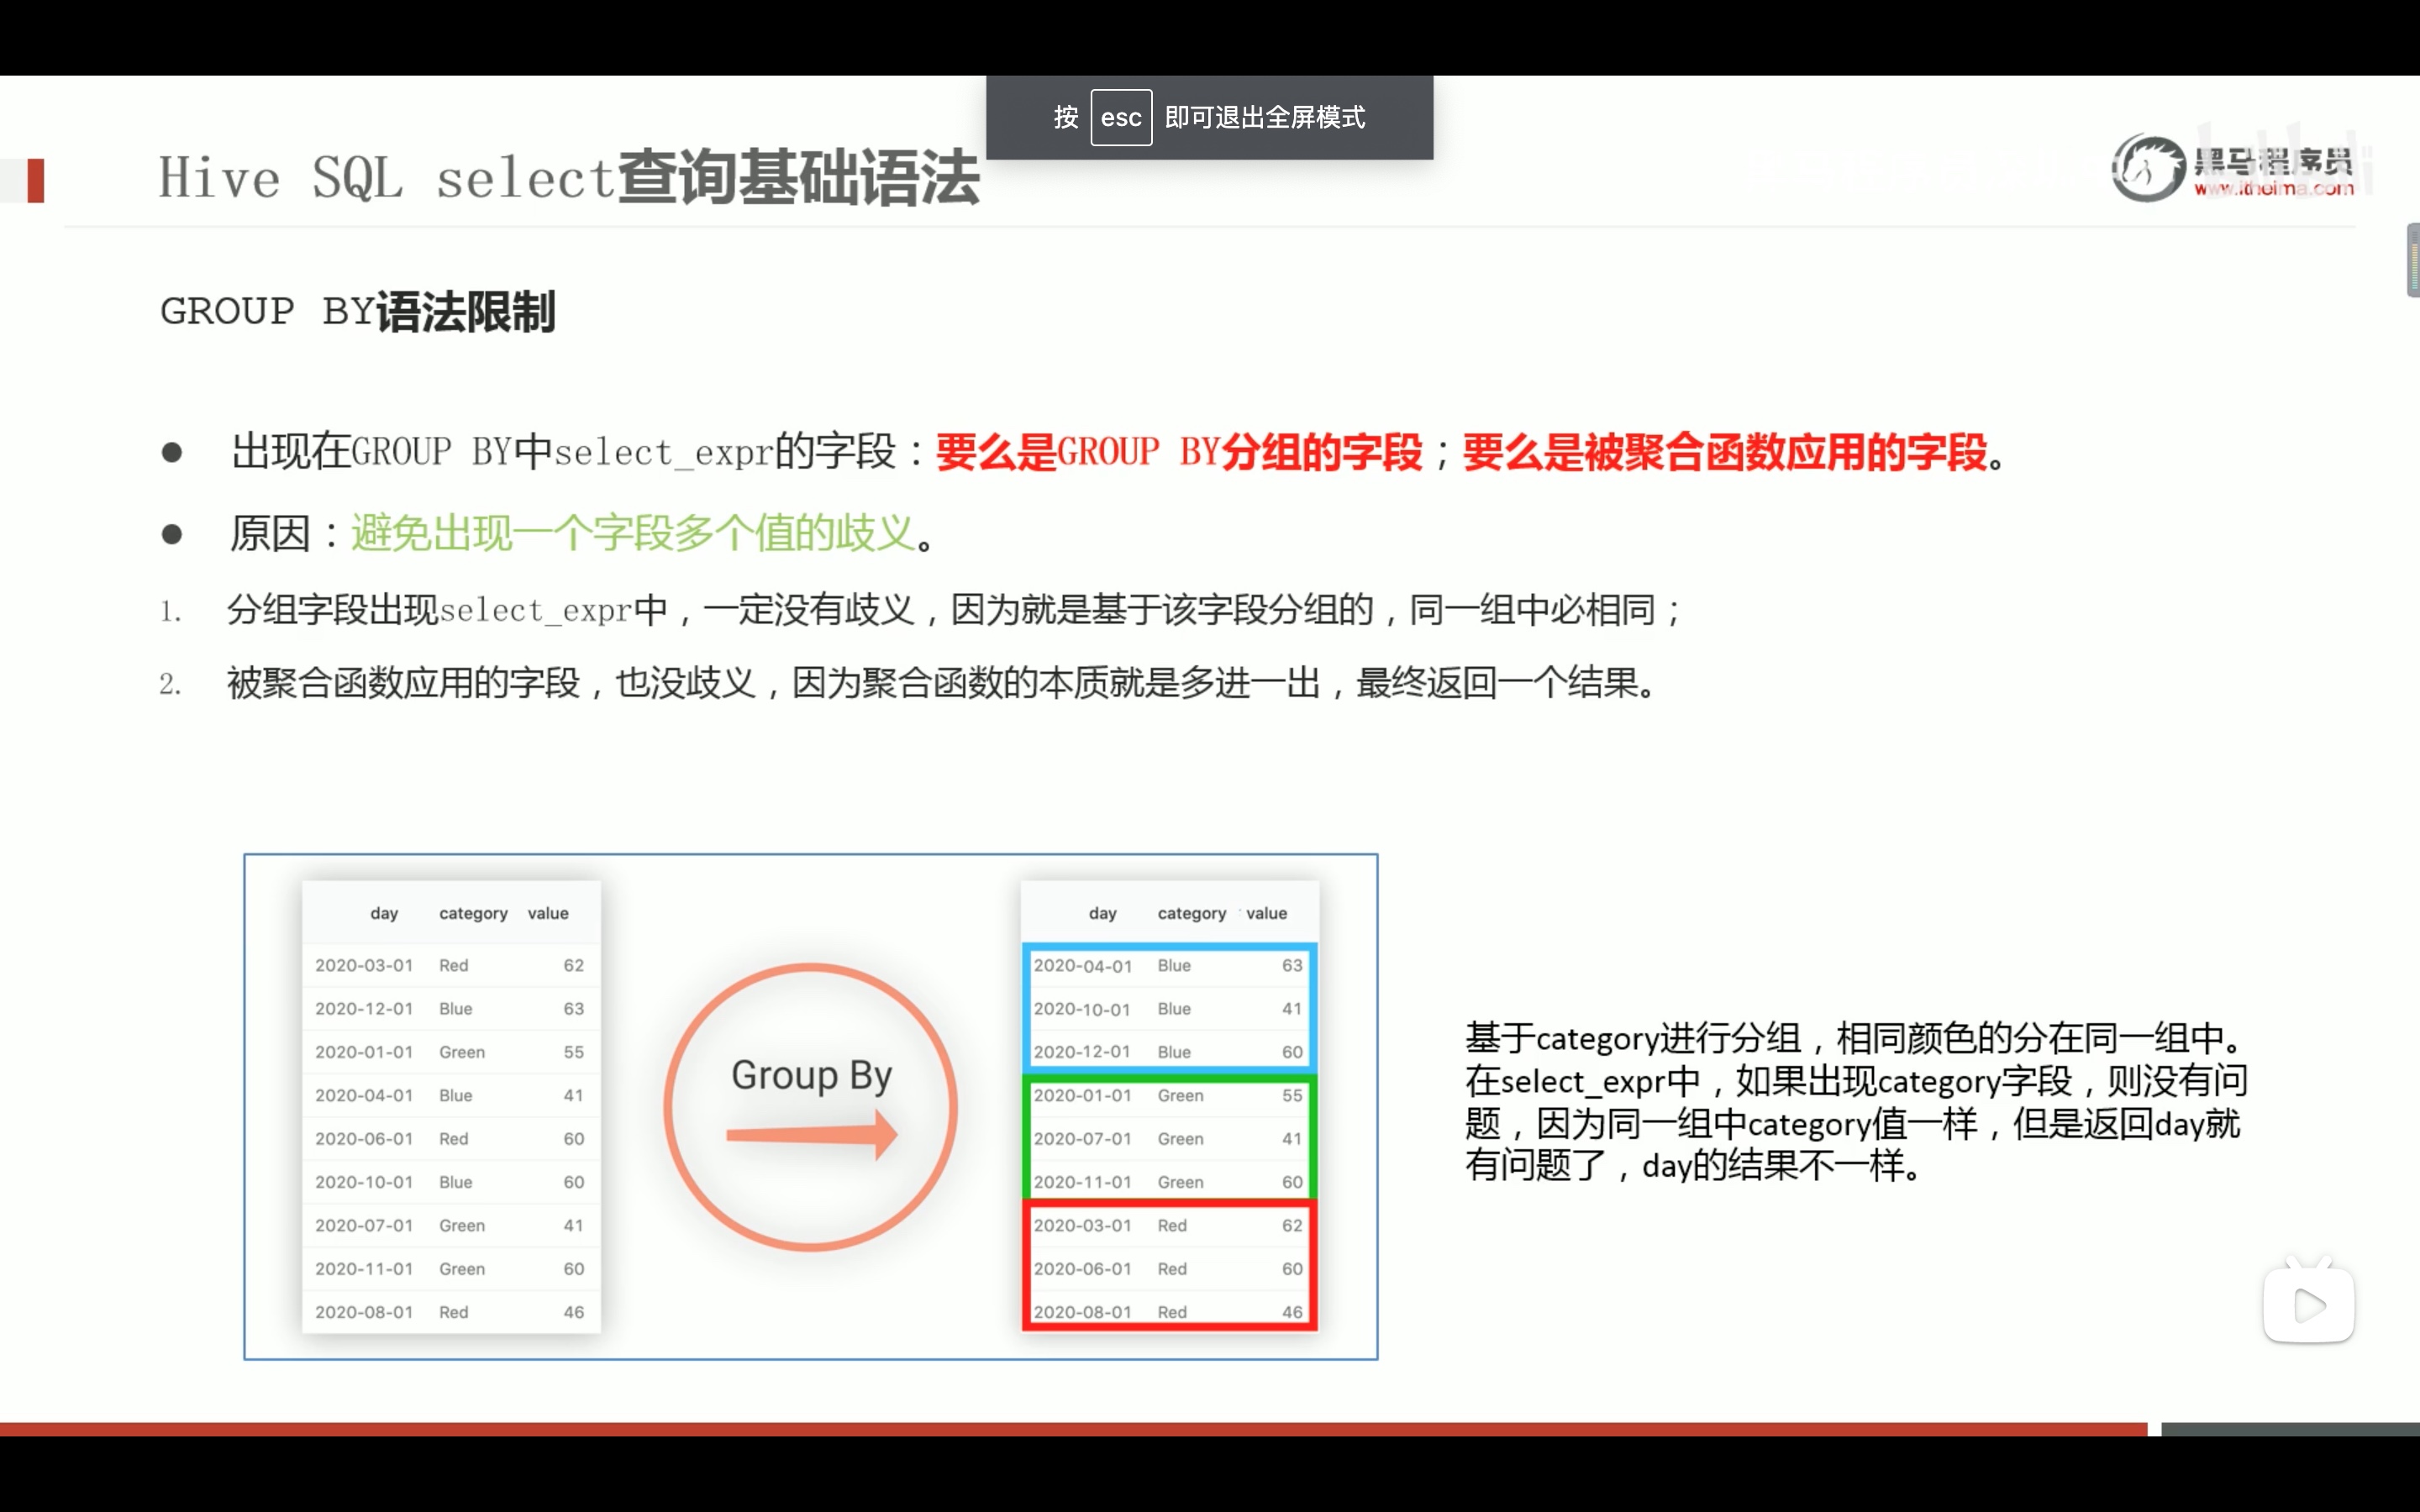 按 esc 即可退出全屏模式
Hive SQL select查询基础语法
黑马程序员
www.itheima.com
GROUP BY语法限制
● 出现在GROUP BY中select_expr的字段：要么是GROUP BY分组的字段；要么是被聚合函数应用的字段。
● 原因：避免出现一个字段多个值的歧义。
1. 分组字段出现select_expr中，一定没有歧义，因为就是基于该字段分组的，同一组中必相同；
2. 被聚合函数应用的字段，也没歧义，因为聚合函数的本质就是多进一出，最终返回一个结果。
day category value
2020-03-01 Red 62
2020-12-01 Blue 63
2020-01-01 Green 55
2020-04-01 Blue 41
2020-06-01 Red 60
2020-10-01 Blue 60
2020-07-01 Green 41
2020-11-01 Green 60
2020-08-01 Red 46
Group By
day category value
2020-04-01 Blue 63
2020-10-01 Blue 41
2020-12-01 Blue 60
2020-01-01 Green 55
2020-07-01 Green 41
2020-11-01 Green 60
2020-03-01 Red 62
2020-06-01 Red 60
2020-08-01 Red 46
基于category进行分组，相同颜色的分在同一组中。
在select_expr中，如果出现category字段，则没有问
题，因为同一组中category值一样，但是返回day就
有问题了，day的结果不一样。